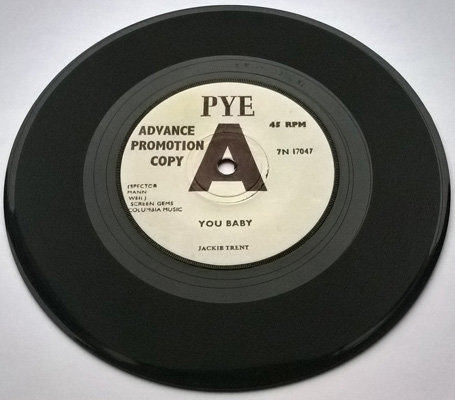 PYE
45 RPM
ADVANCE
PROMOTION
COPY
A
7N 17047
(SPECTOR
MANN
WEIL)
SCREEN GEMS
COLUMBIA MUSIC
YOU BABY
JACKIE TRENT